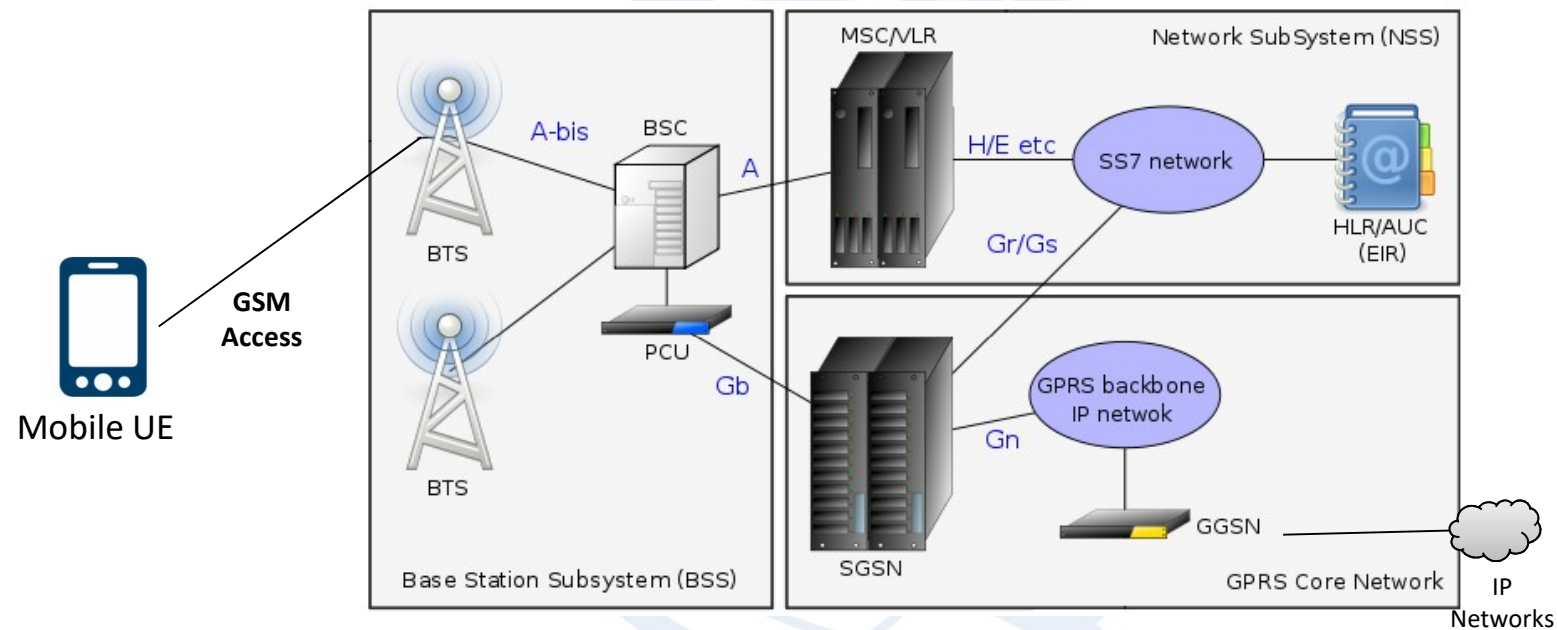 MSC/VLR
Network SubSystem (NSS)
A-bis
BSC
A
H/E etc
SS7 network
BTS
Gr/Gs
HLR/AUC
(EIR)
GSM
Access
PCU
Mobile UE
Gb
GPRS backbone
IP netwok
Gn
BTS
GGSN
SGSN
Base Station Subsystem (BSS)
GPRS Core Network
IP
Networks